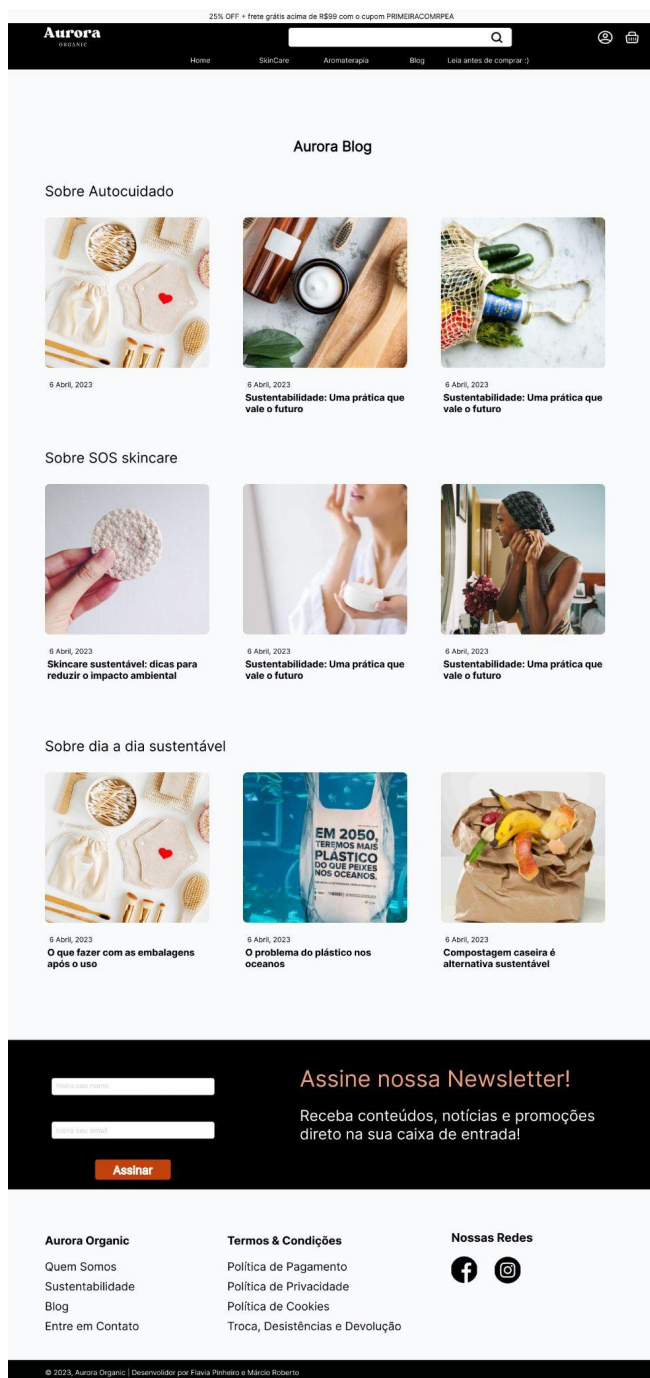 25% OFF + frete grátis acima de R$99 com o cupom PRIMEIRACOMRPEA
Aurora
ORGANIC
Home SkinCare Aromaterapia Blog Leia antes de comprar :)
Aurora Blog
Sobre Autocuidado
6 Abril, 2023
6 Abril, 2023
Sustentabilidade: Uma prática que
vale o futuro
6 Abril, 2023
Sustentabilidade: Uma prática que
vale o futuro
Sobre SOS skincare
6 Abril, 2023
Skincare sustentável: dicas para
reduzir o impacto ambiental
6 Abril, 2023
Sustentabilidade: Uma prática que
vale o futuro
6 Abril, 2023
Sustentabilidade: Uma prática que
vale o futuro
Sobre dia a dia sustentável
EM 2050,
TEREMOS MAIS
PLÁSTICO
DO QUE PEIXES
NOS OCEANOS.
6 Abril, 2023
O que fazer com as embalagens
após o uso
6 Abril, 2023
O problema do plástico nos
oceanos
6 Abril, 2023
Compostagem caseira é
alternativa sustentável
Insira seu nome
Insira seu email
Assinar
Assine nossa Newsletter!
Receba conteúdos, notícias e promoções
direto na sua caixa de entrada!
Aurora Organic
Quem Somos
Sustentabilidade
Blog
Entre em Contato
Termos & Condições
Política de Pagamento
Política de Privacidade
Política de Cookies
Troca, Desistências e Devolução
Nossas Redes
© 2023, Aurora Organic | Desenvolidor por Flavia Pinheiro e Márcio Roberto